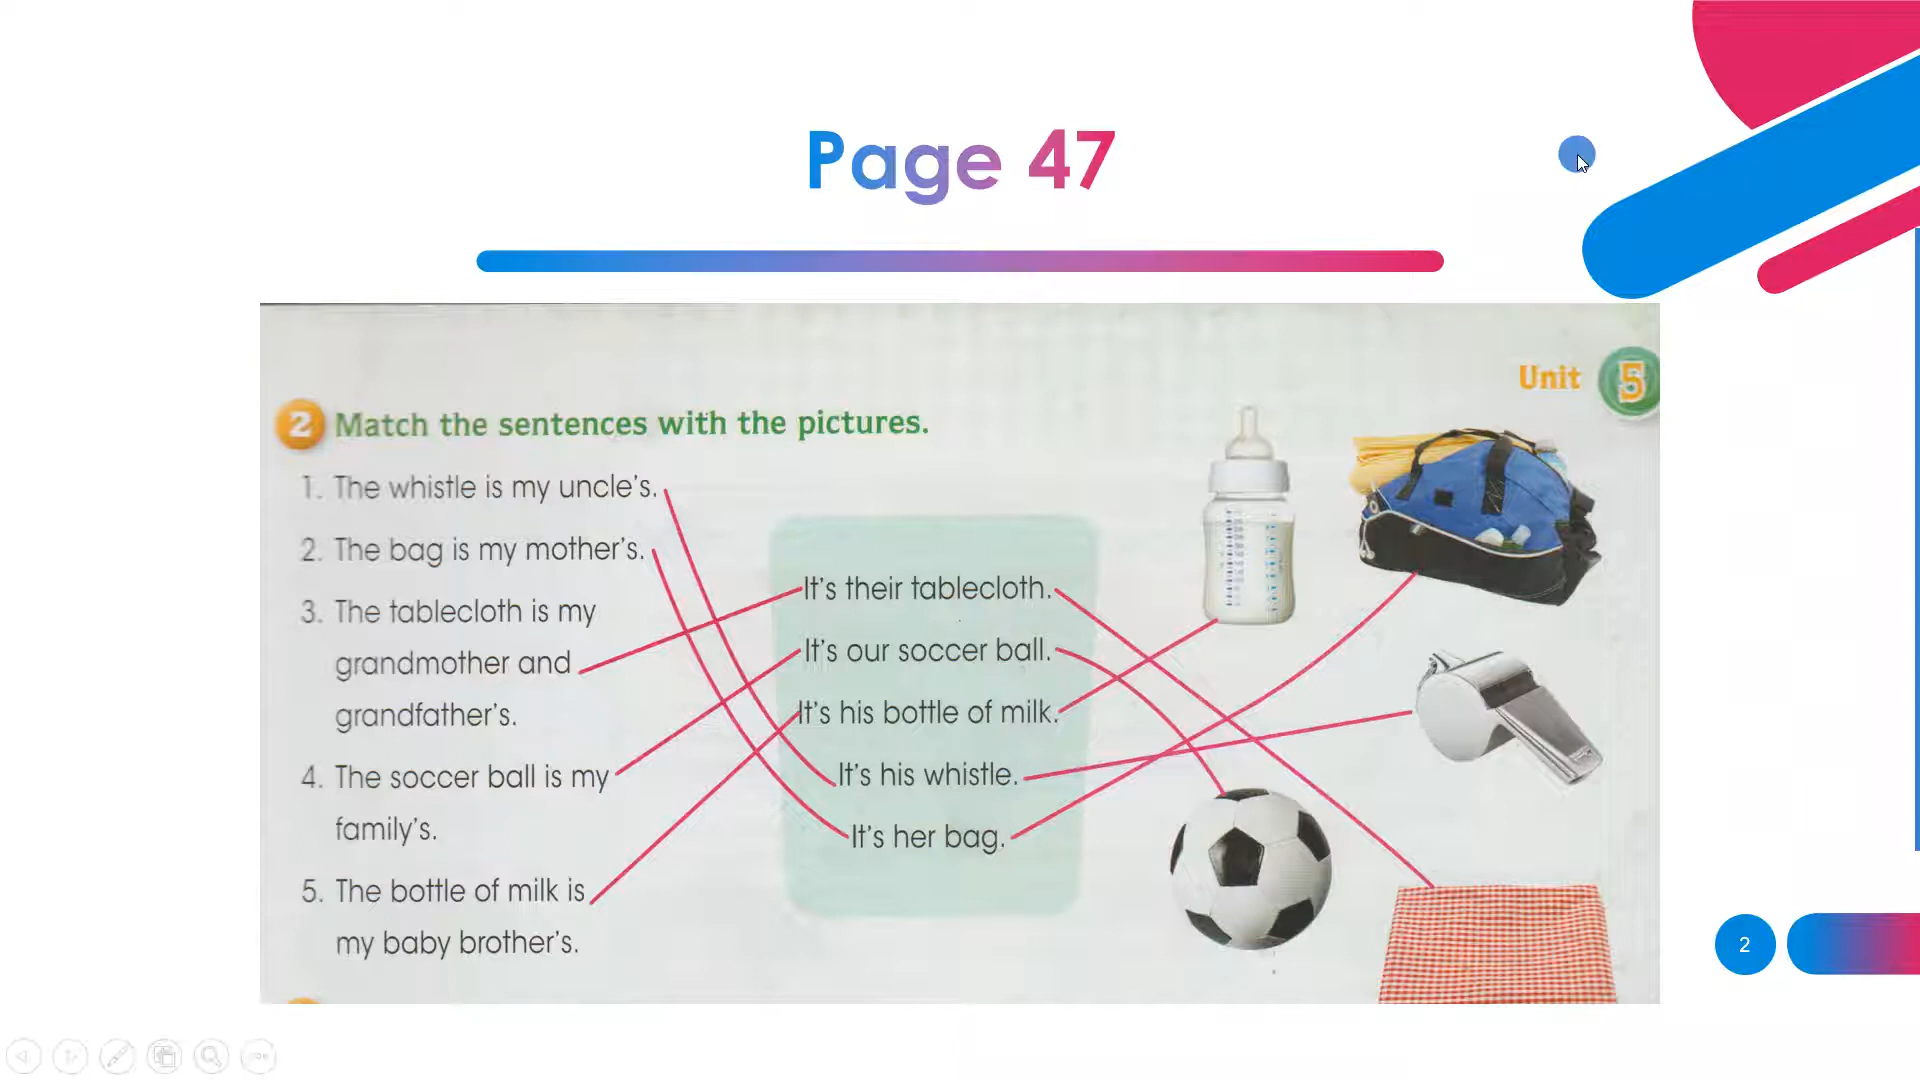 Page 47
Unit 5
2 Match the sentences with the pictures.
1. The whistle is my uncle's.
2. The bag is my mother's.
3. The tablecloth is my
grandmother and
grandfather's.
4. The soccer ball is my
family's.
5. The bottle of milk is
my baby brother's.
It's their tablecloth.
It's our soccer ball.
It's his bottle of milk.
It's his whistle.
It's her bag.
2